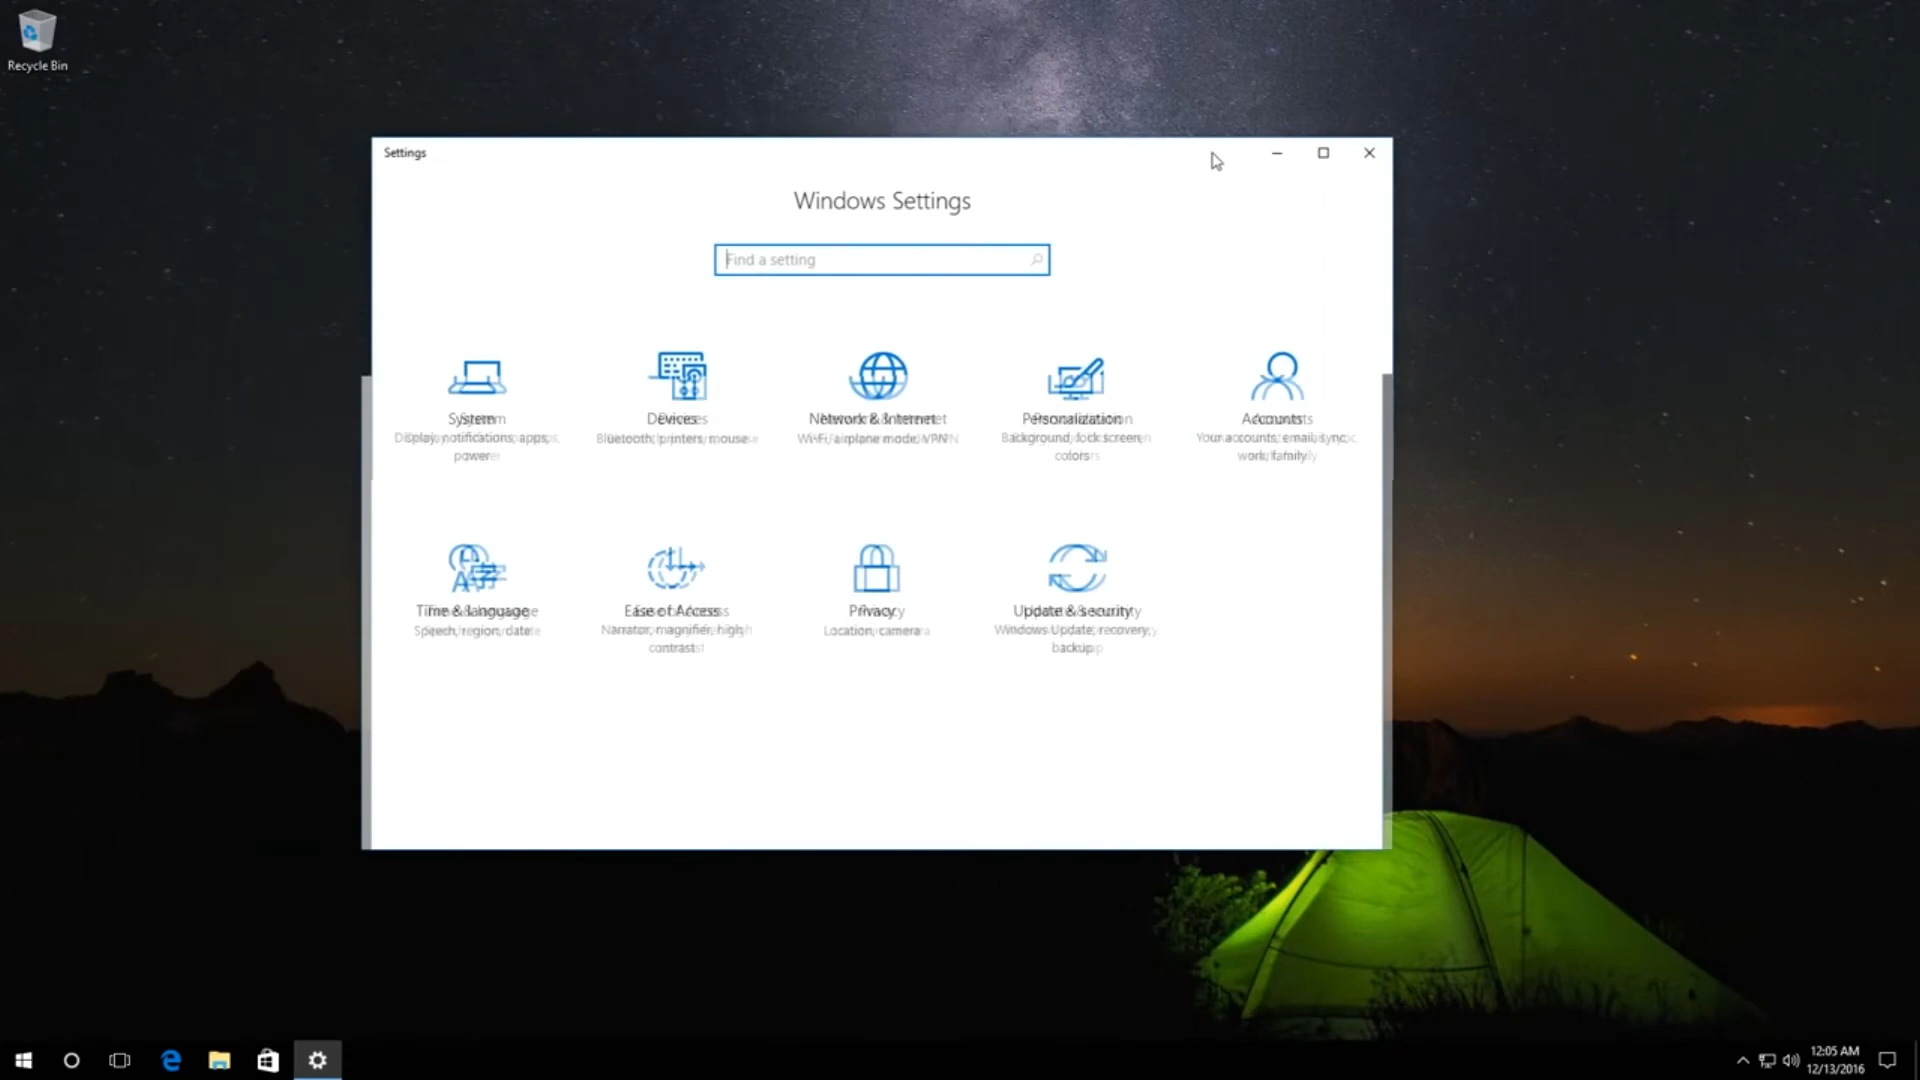 Recycle Bin
Settings
Windows Settings
Find a setting
System
Display, notifications, apps, power
Devices
Bluetooth, printers, mouse
Network & Internet
Wi-Fi, airplane mode, VPN
Personalization
Background, lock screen, colors
Accounts
Your accounts, email, sync, work, family
Time & language
Speech, region, date
Ease of Access
Narrator, magnifier, high contrast
Privacy
Location, camera
Update & security
Windows Update, recovery, backup
12:05 AM
12/13/2016